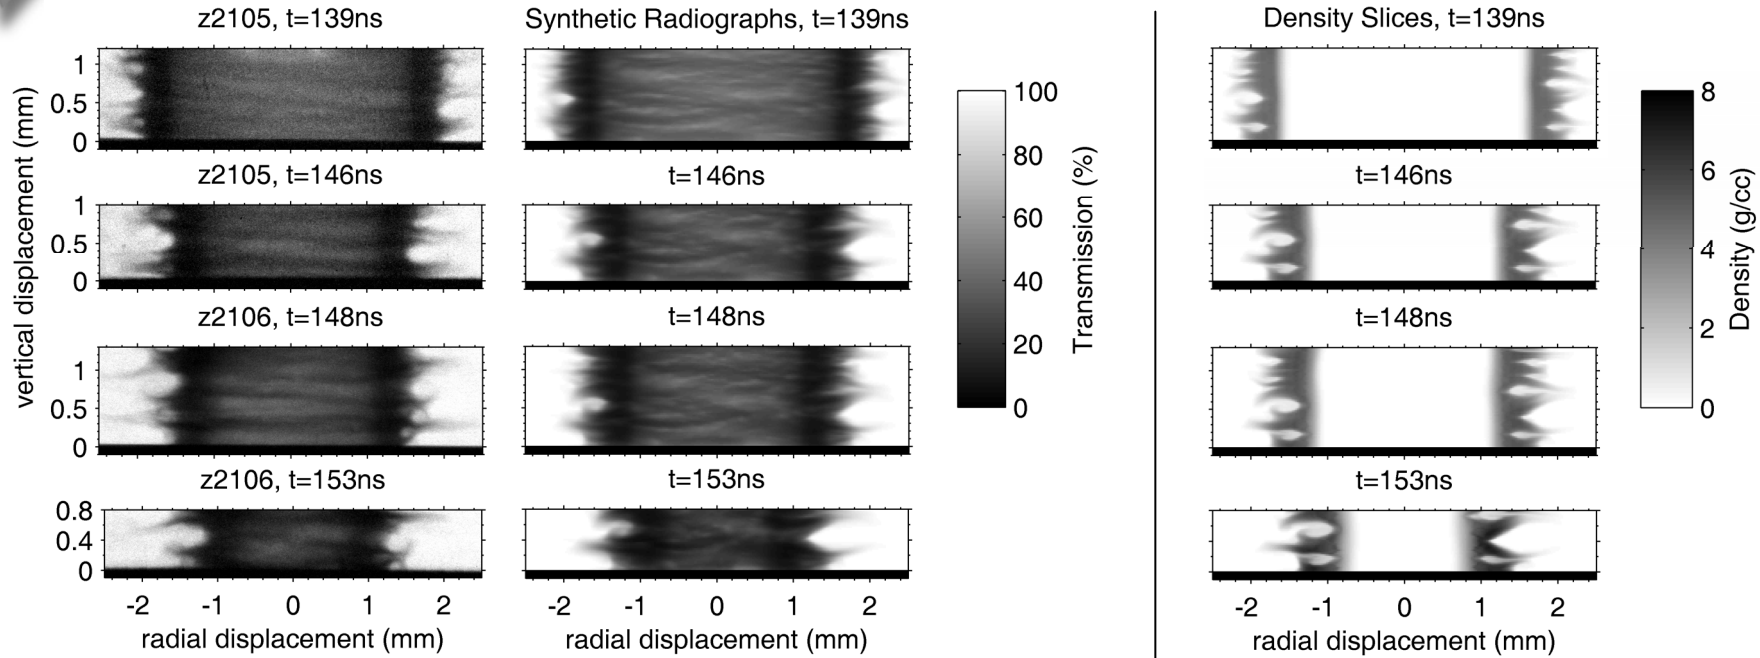 z2105, t=139ns
Synthetic Radiographs, t=139ns
Density Slices, t=139ns
1
0.5
0
z2105, t=146ns
t=146ns
t=146ns
1
0.5
0
z2106, t=148ns
t=148ns
t=148ns
1
0.5
0
z2106, t=153ns
t=153ns
t=153ns
0.8
0.4
0
vertical displacement (mm)
-2 -1 0 1 2
radial displacement (mm)
-2 -1 0 1 2
radial displacement (mm)
100
80
60
40
20
0
Transmission (%)
-2 -1 0 1 2
radial displacement (mm)
8
6
4
2
0
Density (g/cc)